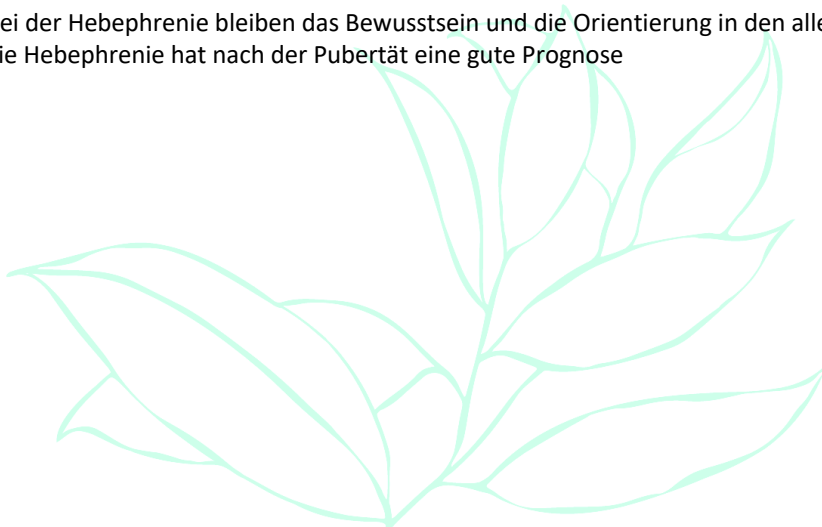 ei der Hebephrenie bleiben das Bewusstsein und die Orientierung in den alle
ie Hebephrenie hat nach der Pubertät eine gute Prognose